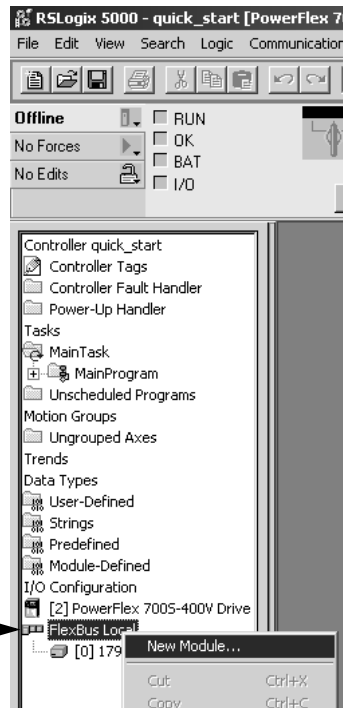 RSLogix 5000 - quick_start [PowerFlex 7
File Edit View Search Logic Communication
Offline
RUN
No Forces
OK
No Edits
BAT
I/O
Controller quick_start
Controller Tags
Controller Fault Handler
Power-Up Handler
Tasks
MainTask
MainProgram
Unscheduled Programs
Motion Groups
Ungrouped Axes
Trends
Data Types
User-Defined
Strings
Predefined
Module-Defined
I/O Configuration
[2] PowerFlex 700S-400V Drive
FlexBus Local
[0] 179
New Module...
Cut Ctrl+X
Copy Ctrl+C